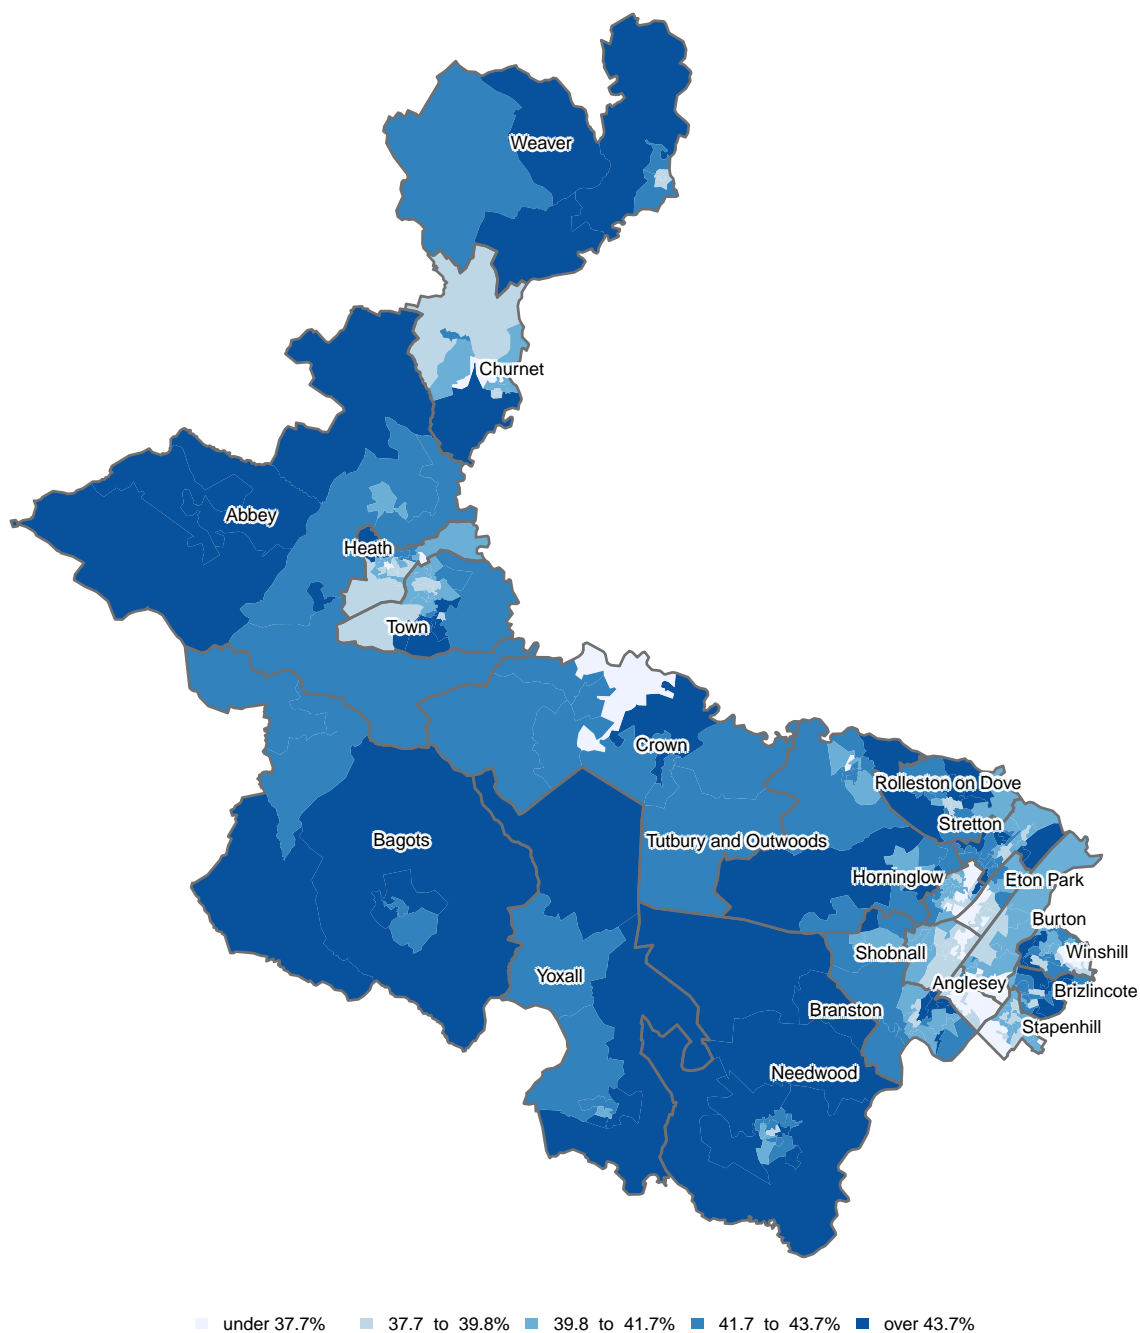 Weaver
Churnet
Abbey
Heath
Town
Crown
Rolleston on Dove
Stretton
Bagots
Tutbury and Outwoods
Horninglow
Eton Park
Burton
Shobnall
Winshill
Yoxall
Anglesey
Brizlincote
Branston
Stapenhill
Needwood
under 37.7% 37.7 to 39.8% 39.8 to 41.7% 41.7 to 43.7% over 43.7%